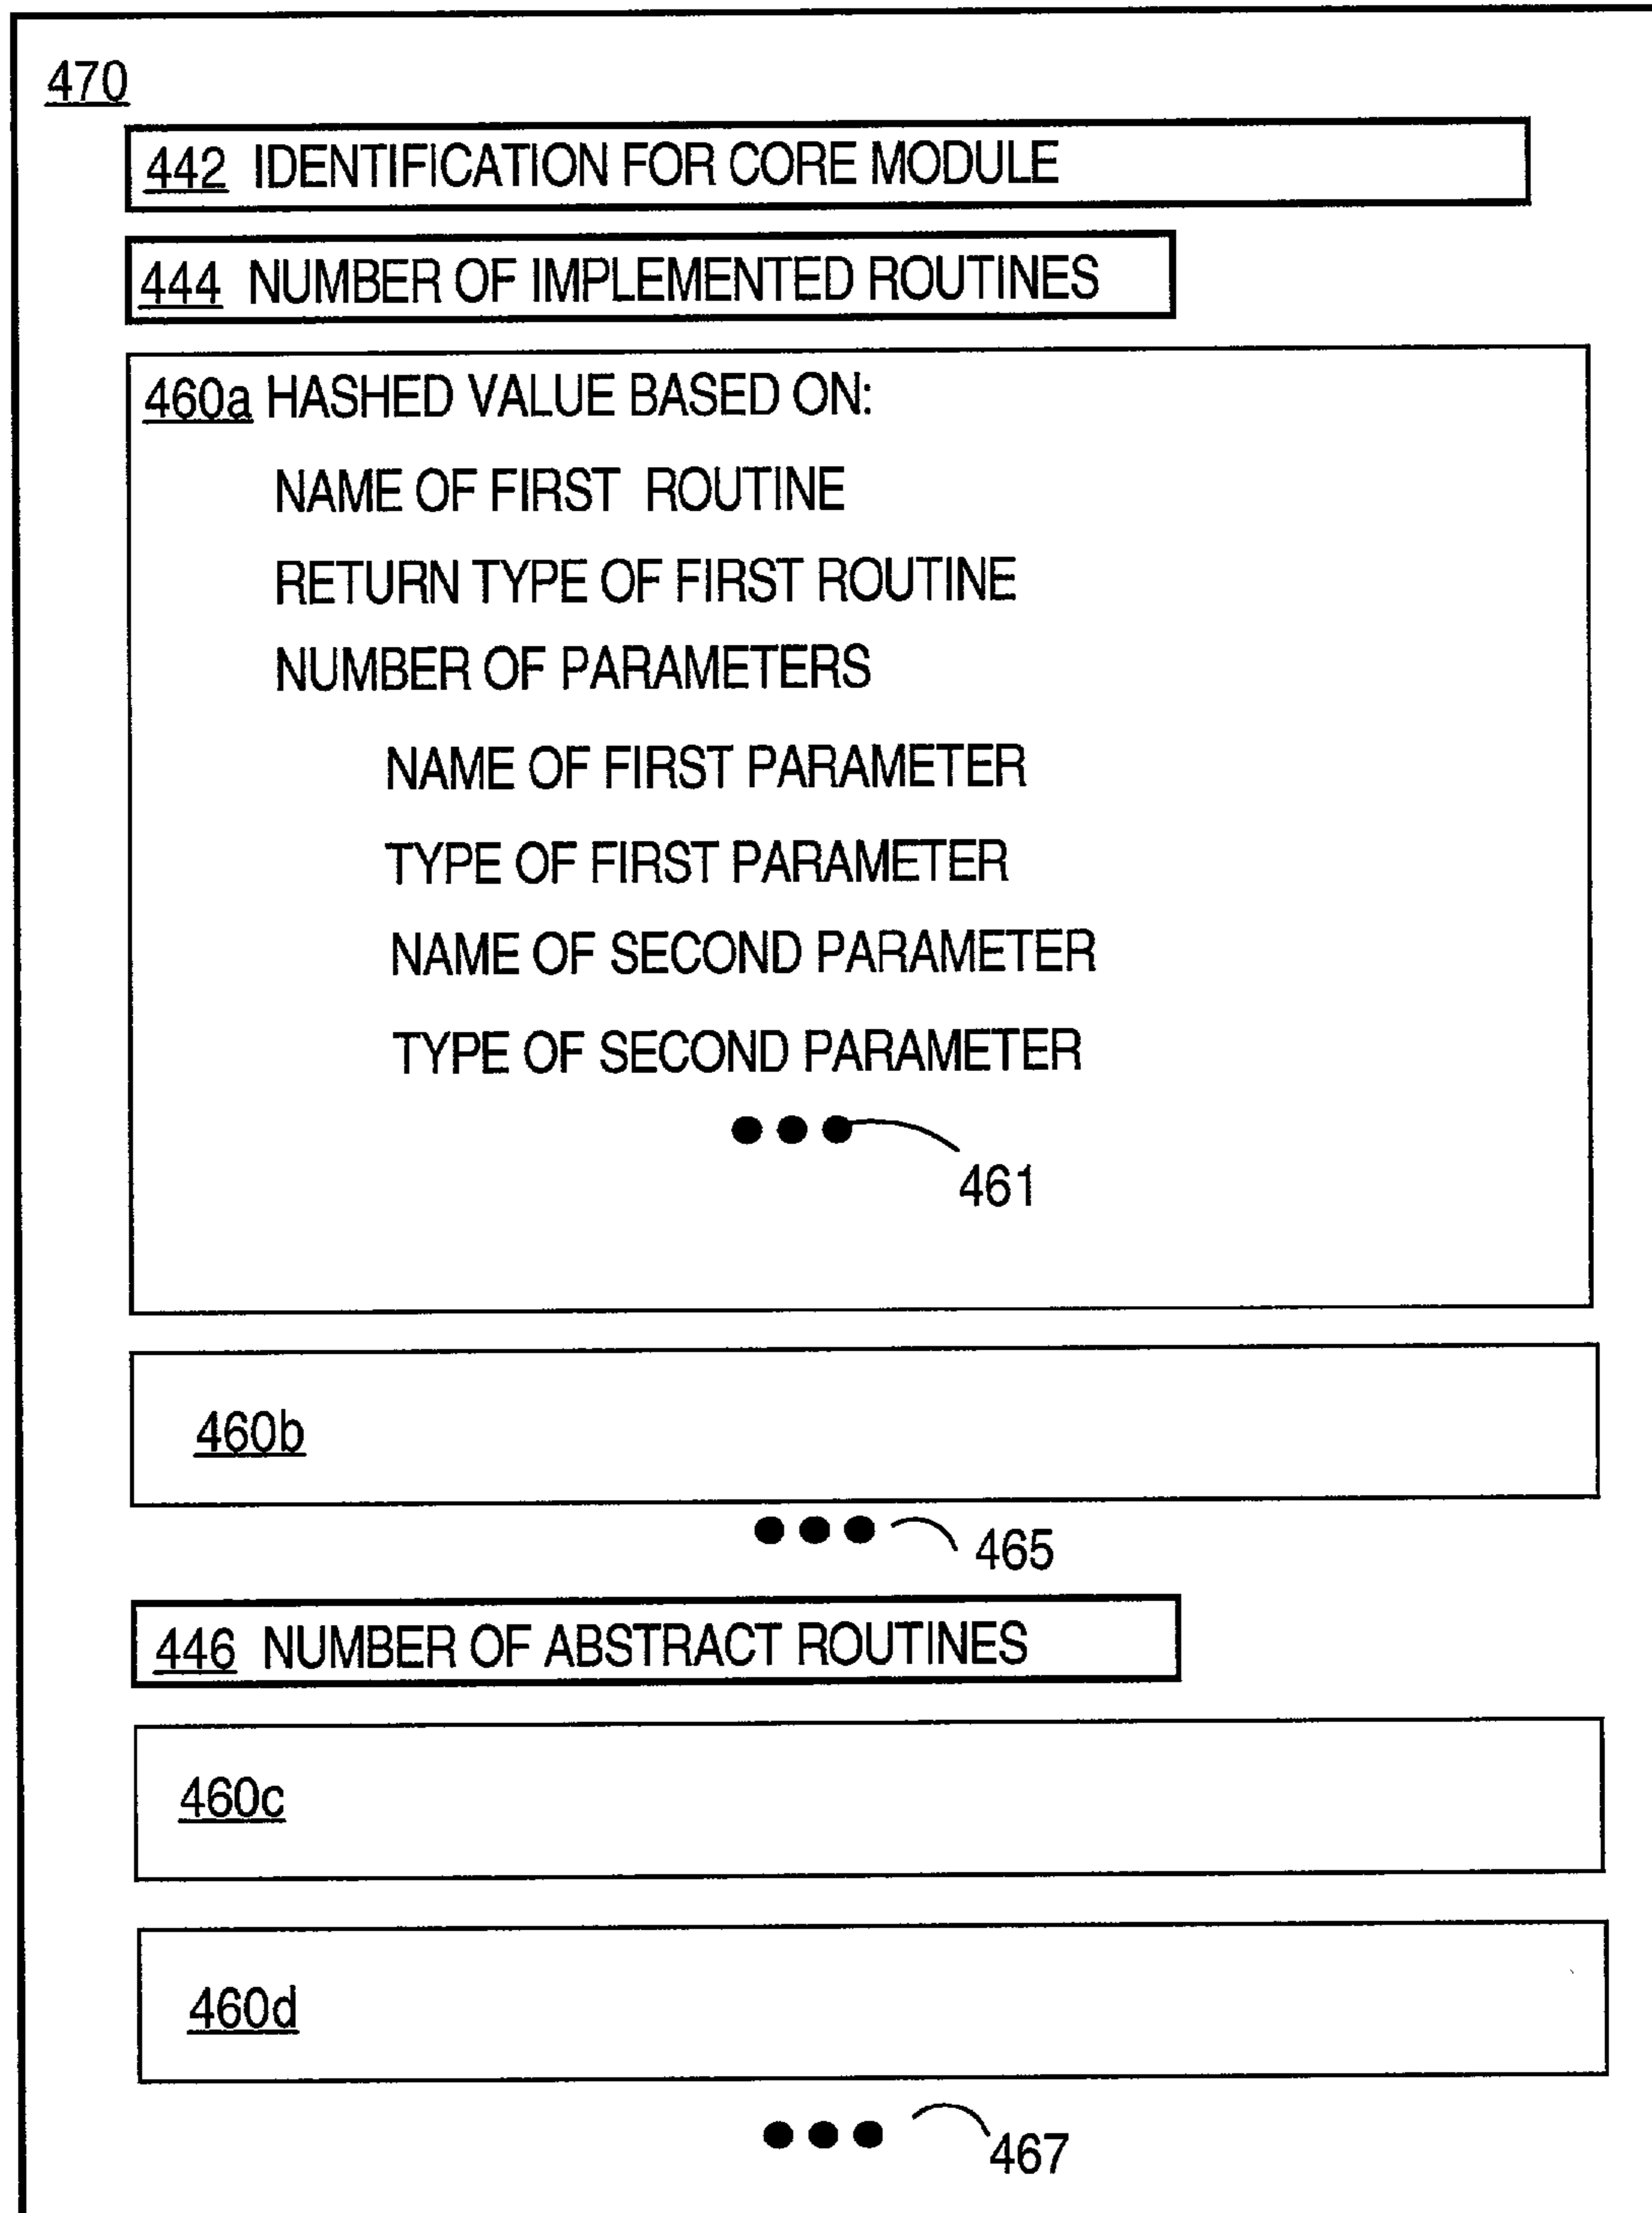 470
442 IDENTIFICATION FOR CORE MODULE
444 NUMBER OF IMPLEMENTED ROUTINES
460a HASHED VALUE BASED ON:
NAME OF FIRST ROUTINE
RETURN TYPE OF FIRST ROUTINE
NUMBER OF PARAMETERS
NAME OF FIRST PARAMETER
TYPE OF FIRST PARAMETER
NAME OF SECOND PARAMETER
TYPE OF SECOND PARAMETER
461
460b
465
446 NUMBER OF ABSTRACT ROUTINES
460c
460d
467